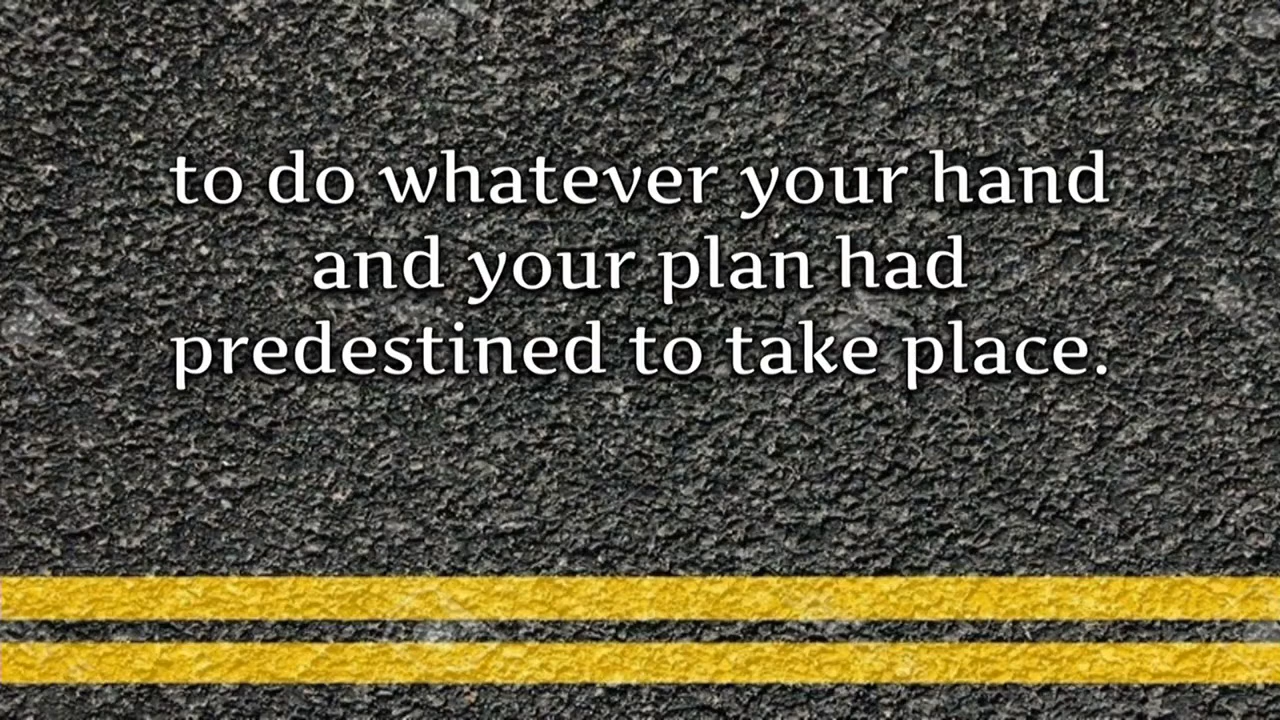 to do whatever your hand
and your plan had
predestined to take place.